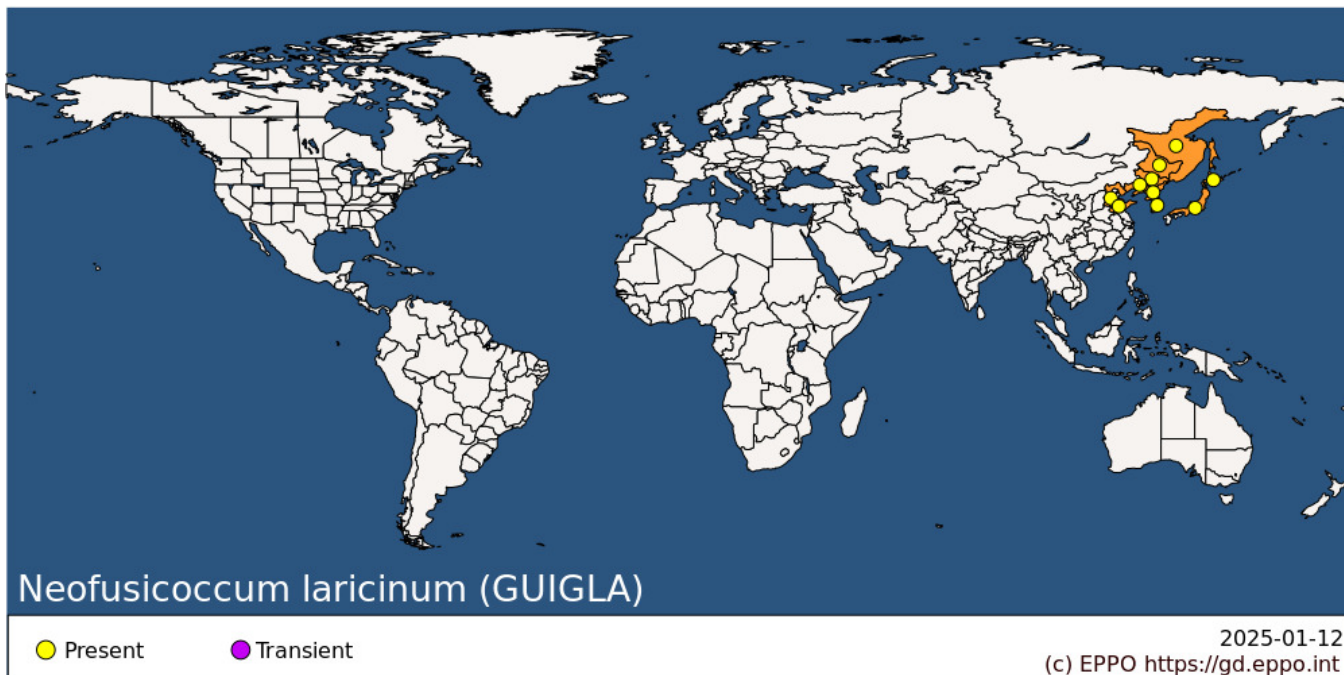 Neofusicoccum laricinum (GUIGLA)
Present
Transient
2025-01-12
(c) EPPO https://gd.eppo.int